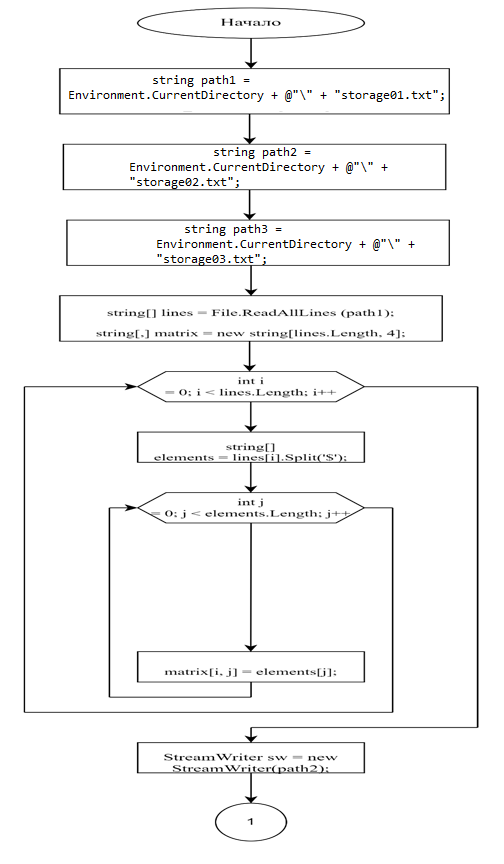 Начало
string path1 =
Environment.CurrentDirectory + @"\" + "storage01.txt";
string path2 =
Environment.CurrentDirectory + @"\" +
"storage02.txt";
string path3 =
Environment.CurrentDirectory + @"\" +
"storage03.txt";
string[] lines = File.ReadAllLines (path1);
string[,] matrix = new string[lines.Length, 4];
int i
= 0; i < lines.Length; i++
string[]
elements = lines[i].Split('$');
int j
= 0; j < elements.Length; j++
matrix[i, j] = elements[j];
StreamWriter sw = new
StreamWriter(path2);
1